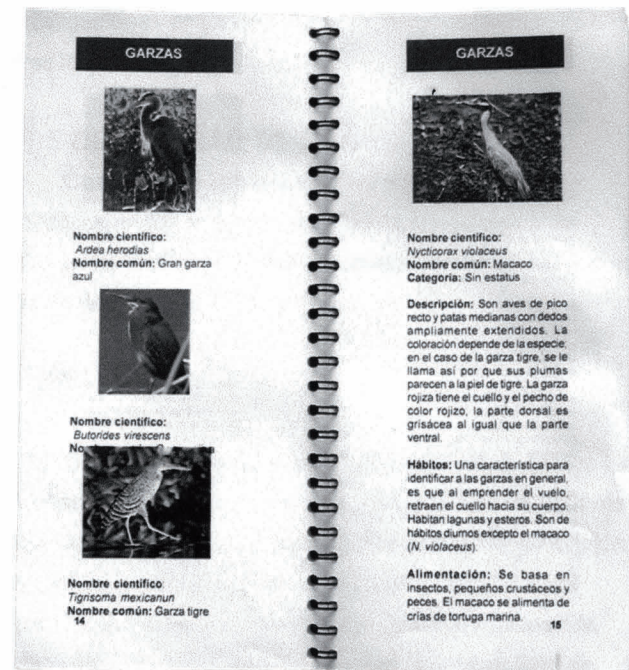 GARZAS
Nombre científico:
Ardea herodias
Nombre común: Gran garza
azul
Nombre científico:
Butorides virescens
Nombre científico:
Tigrisoma mexicanun
Nombre común: Garza tigre
14
GARZAS
Nombre científico:
Nycticorax violaceus
Nombre común: Macaco
Categoria: Sin estatus
Descripción: Son aves de pico
recto y patas medianas con dedos
ampliamente extendidos. La
coloración depende de la especie,
en el caso de la garza tigre, se le
llama así por que sus plumas
parecen a la piel de tigre. La garza
rojiza tiene el cuello y el pecho de
color rojizo, la parte dorsal es
grisácea al igual que la parte
ventral.
Hábitos: Una característica para
identificar a las garzas en general,
es que al emprender el vuelo,
retraen el cuello hacia su cuerpo.
Habitan lagunas y esteros. Son de
hábitos diurnos excepto el macaco
(N. violaceus).
Alimentación: Se basa en
insectos, pequeños crustáceos y
peces. El macaco se alimenta de
crías de tortuga marina.
15